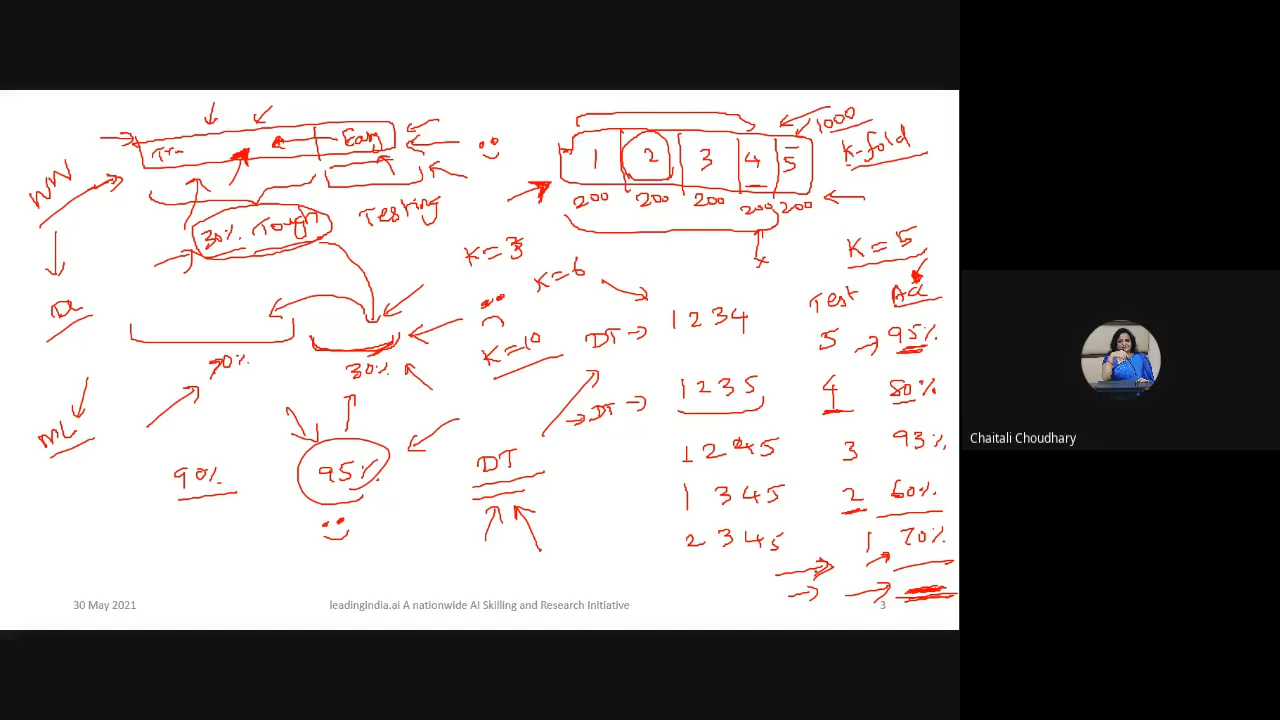 NN
DL
ML
Tr
Easy
30% Tough
Testing
70%
30%
90%
95%
K=3
K=6
K=10
DT
1 2 3 4 5
1000
K-fold
200 200 200 200 200
K = 5
Test Acc
DT → 1 2 3 4 5 → 95%
→ DT → 1 2 3 5 4 80%
1 2 4 5 3 93%
1 3 4 5 2 60%
2 3 4 5 1 70%
Chaitali Choudhary
30 May 2021 leadingindia.ai A nationwide AI Skilling and Research Initiative 3